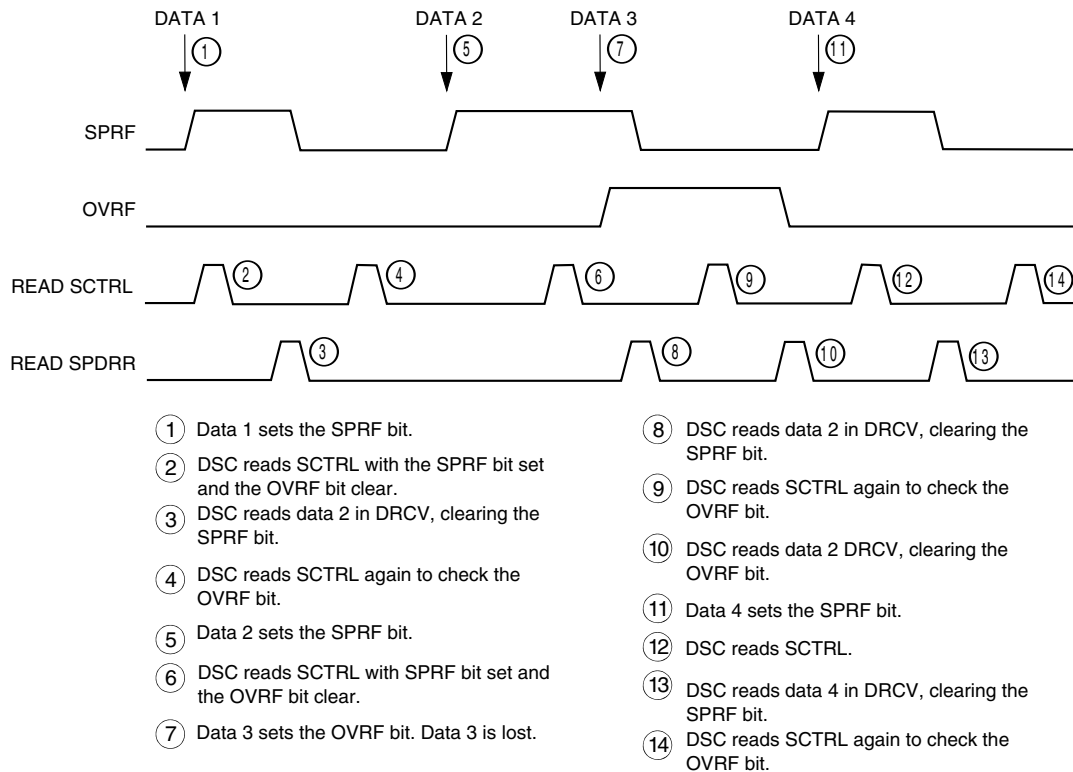 DATA 1 DATA 2 DATA 3 DATA 4
1 5 7 11
SPRF
OVRF
READ SCTRL 2 4 6 9 12 14
READ SPDRR 3 8 10 13
1 Data 1 sets the SPRF bit.
2 DSC reads SCTRL with the SPRF bit set
and the OVRF bit clear.
3 DSC reads data 2 in DRCV, clearing the
SPRF bit.
4 DSC reads SCTRL again to check the
OVRF bit.
5 Data 2 sets the SPRF bit.
6 DSC reads SCTRL with SPRF bit set and
the OVRF bit clear.
7 Data 3 sets the OVRF bit. Data 3 is lost.
8 DSC reads data 2 in DRCV, clearing the
SPRF bit.
9 DSC reads SCTRL again to check the
OVRF bit.
10 DSC reads data 2 DRCV, clearing the
OVRF bit.
11 Data 4 sets the SPRF bit.
12 DSC reads SCTRL.
13 DSC reads data 4 in DRCV, clearing the
SPRF bit.
14 DSC reads SCTRL again to check the
OVRF bit.